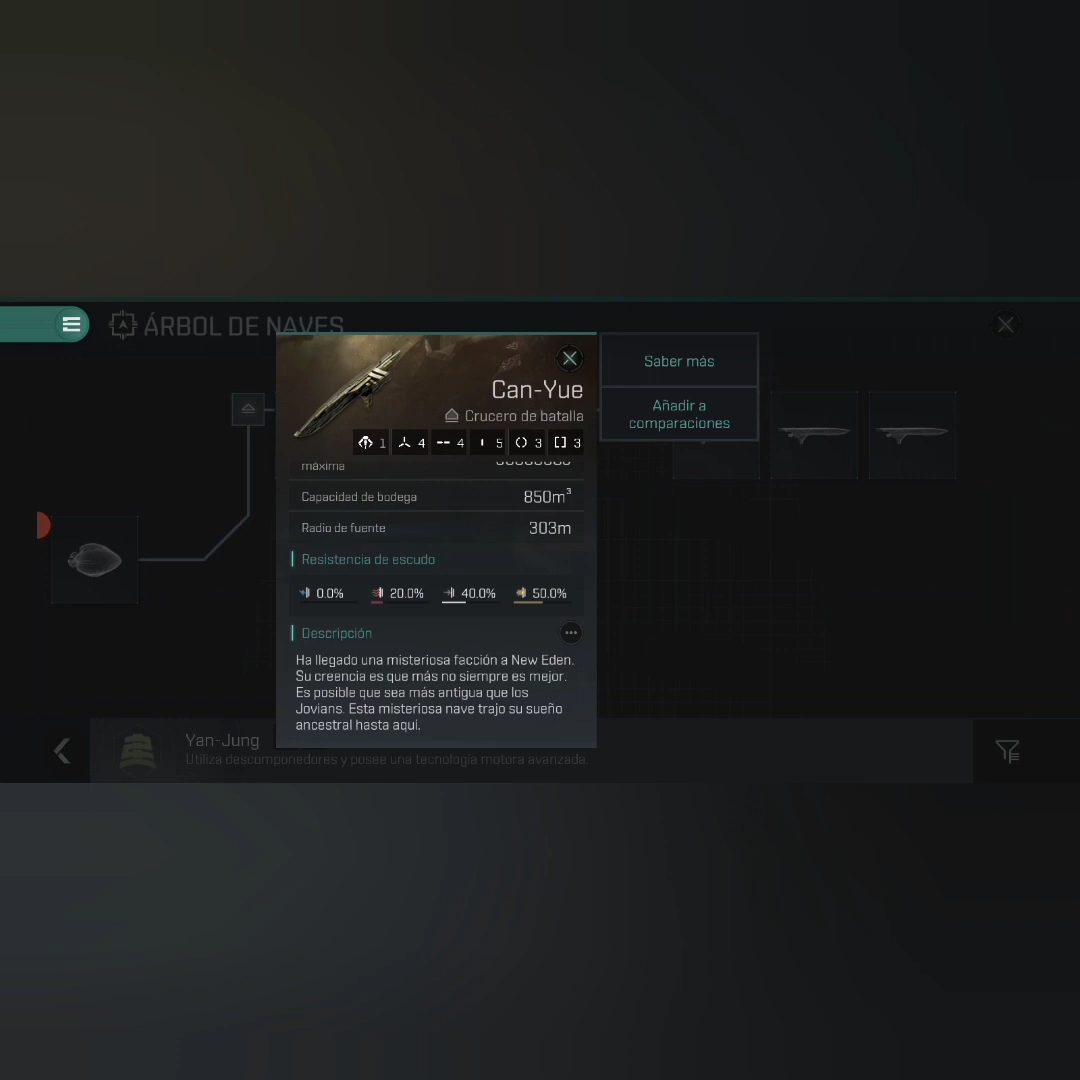 ÁRBOL DE NAVES
Can-Yue
Crucero de batalla
1 4 4 5 3 3
máxima
Capacidad de bodega 850m³
Radio de fuente 303m
Resistencia de escudo
0.0% 20.0% 40.0% 50.0%
Descripción
Ha llegado una misteriosa facción a New Eden.
Su creencia es que más no siempre es mejor.
Es posible que sea más antigua que los
Jovians. Esta misteriosa nave trajo su sueño
ancestral hasta aquí.
Saber más
Añadir a
comparaciones
Yan-Jung
Utiliza descomponedores y posee una tecnología motora avanzada.